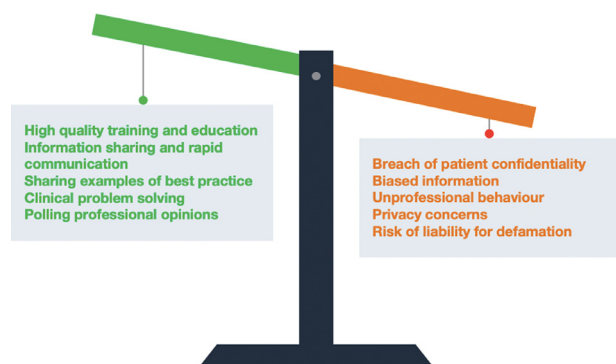 High quality training and education
Information sharing and rapid
communication
Sharing examples of best practice
Clinical problem solving
Polling professional opinions
Breach of patient confidentiality
Biased information
Unprofessional behaviour
Privacy concerns
Risk of liability for defamation